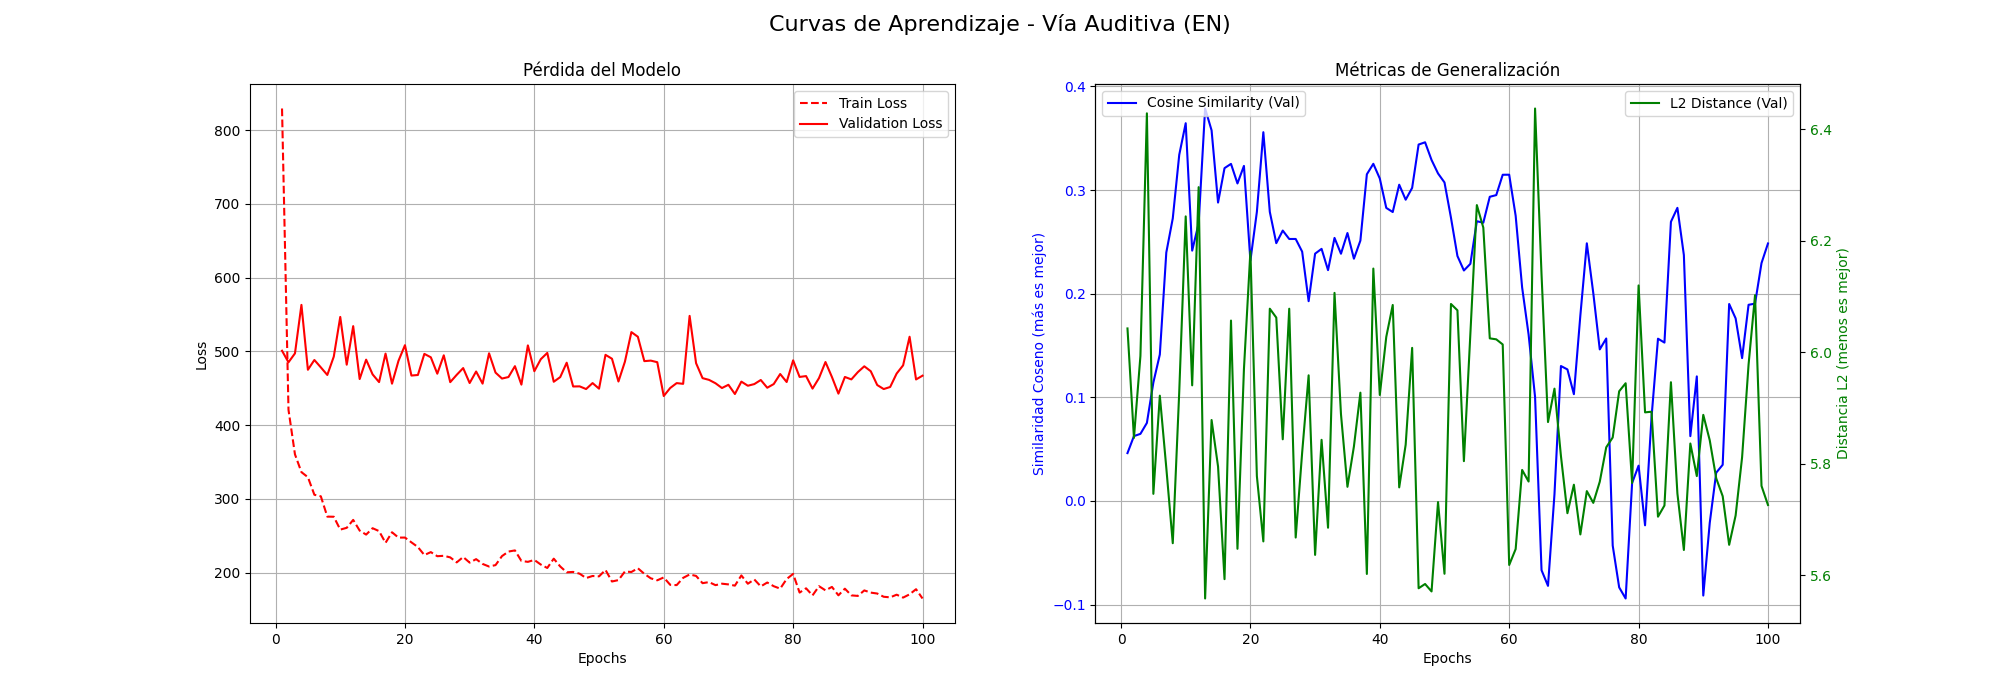 Curvas de Aprendizaje - Vía Auditiva (EN)
Pérdida del Modelo
Train Loss
Validation Loss
800
700
600
500
400
300
200
Loss
0
20
40
60
80
100
Epochs
Métricas de Generalización
Cosine Similarity (Val)
L2 Distance (Val)
0.4
0.3
0.2
0.1
0.0
−0.1
Similaridad Coseno (más es mejor)
6.4
6.2
6.0
5.8
5.6
Distancia L2 (menos es mejor)
0
20
40
60
80
100
Epochs